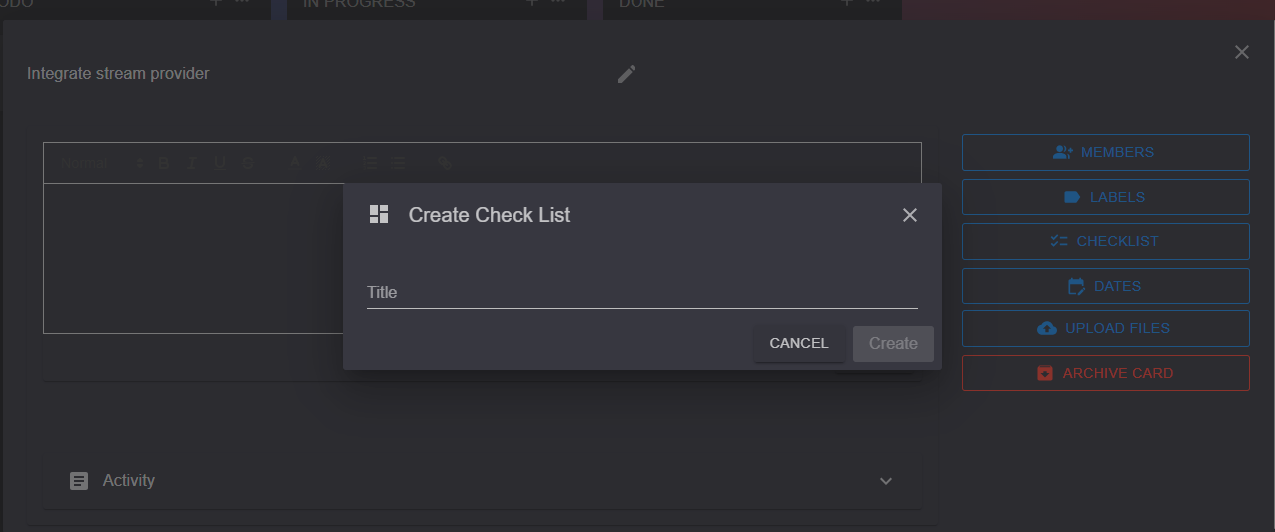 TODO
IN PROGRESS
DONE
Integrate stream provider
Normal
Create Check List
Title
CANCEL
Create
MEMBERS
LABELS
CHECKLIST
DATES
UPLOAD FILES
ARCHIVE CARD
Activity